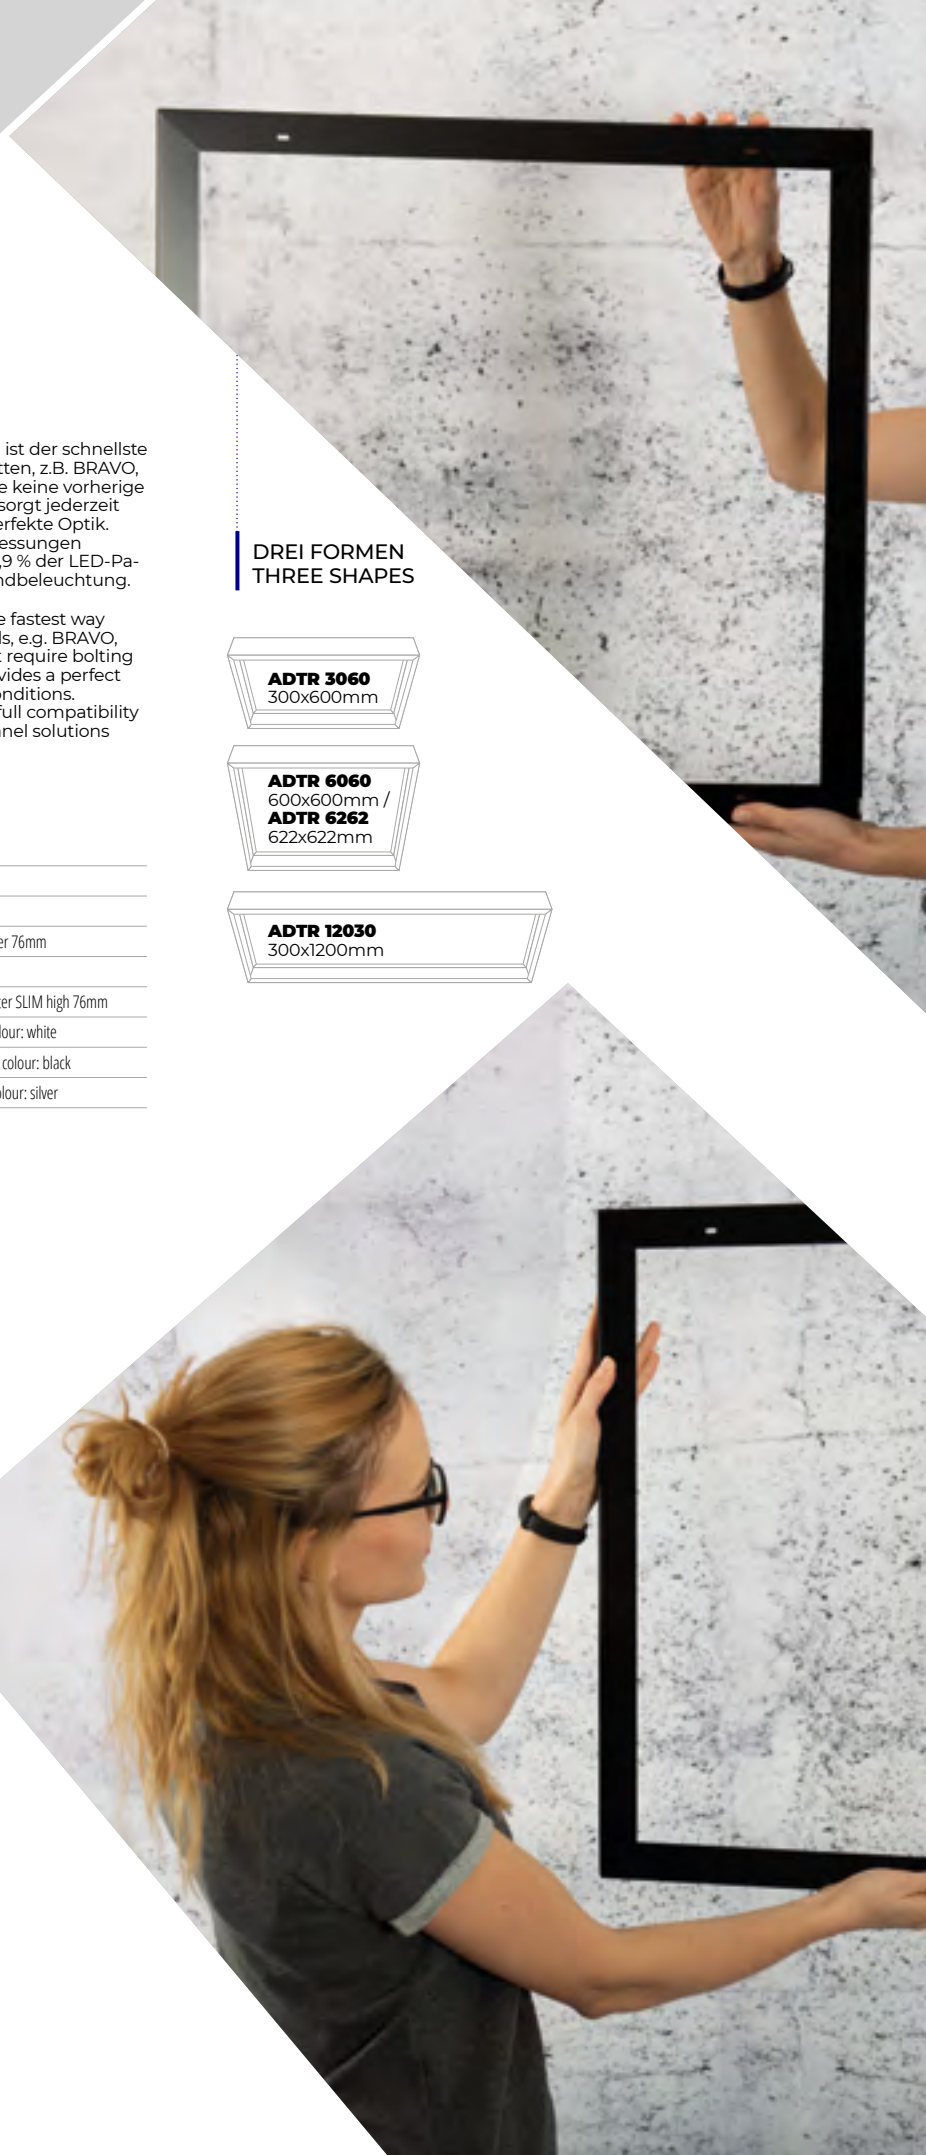 ist der schnellste
tten, z.B. BRAVO,
e keine vorherige
sorgt jederzeit
erfekte Optik.
essungen
,9 % der LED-Pa-
ndbeleuchtung.
e fastest way
ls, e.g. BRAVO,
t require bolting
vides a perfect
onditions.
full compatibility
nel solutions
er 76mm
ter SLIM high 76mm
lour: white
colour: black
olour: silver
DREI FORMEN
THREE SHAPES
ADTR 3060
300x600mm
ADTR 6060
600x600mm /
ADTR 6262
622x622mm
ADTR 12030
300x1200mm